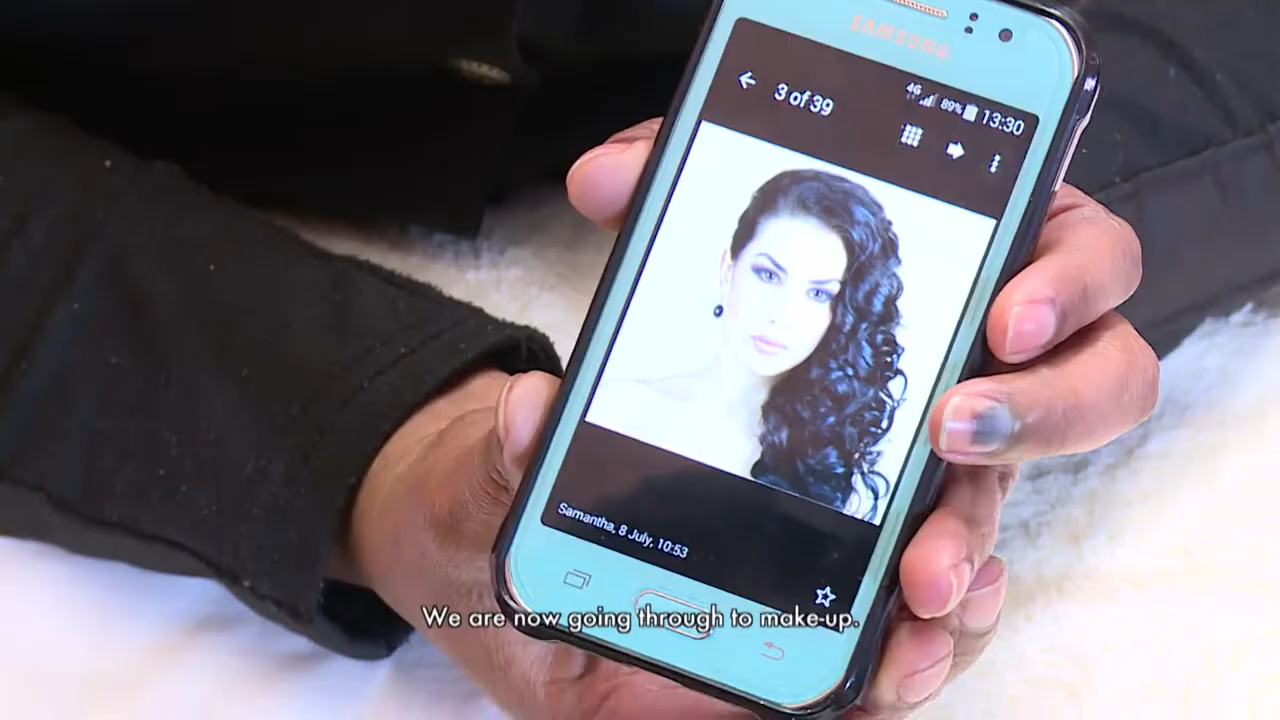 SAMSUNG
4G 89% 13:30
3 of 39
Samantha, 8 July, 10:53
We are now going through to make-up.